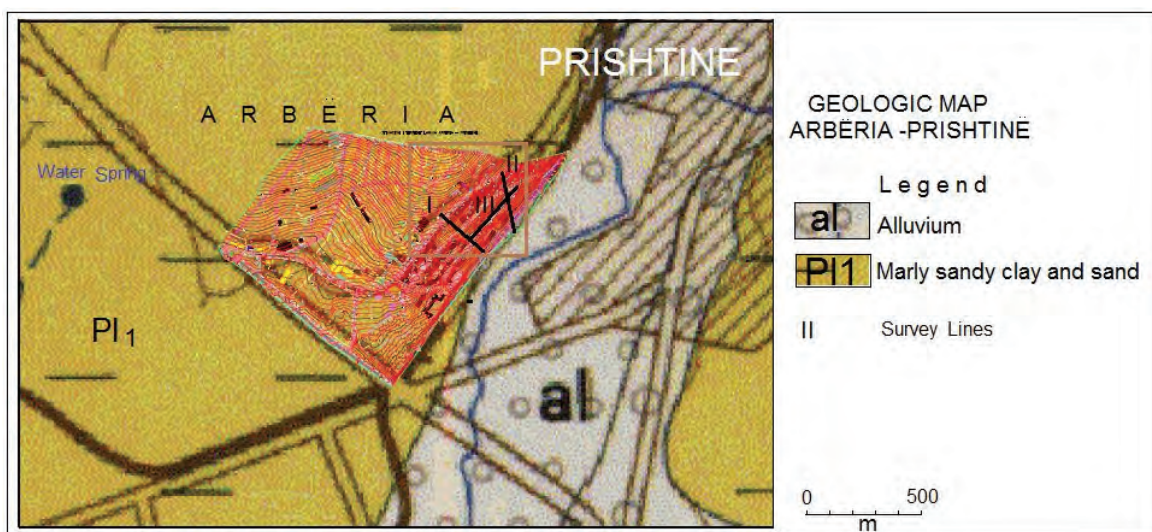 PRISHTINE
ARBËRIA
Water Spring
I
II
III
Pl1
al
GEOLOGIC MAP
ARBËRIA -PRISHTINË
Legend
al Alluvium
Pl1 Marly sandy clay and sand
II Survey Lines
0 500
m